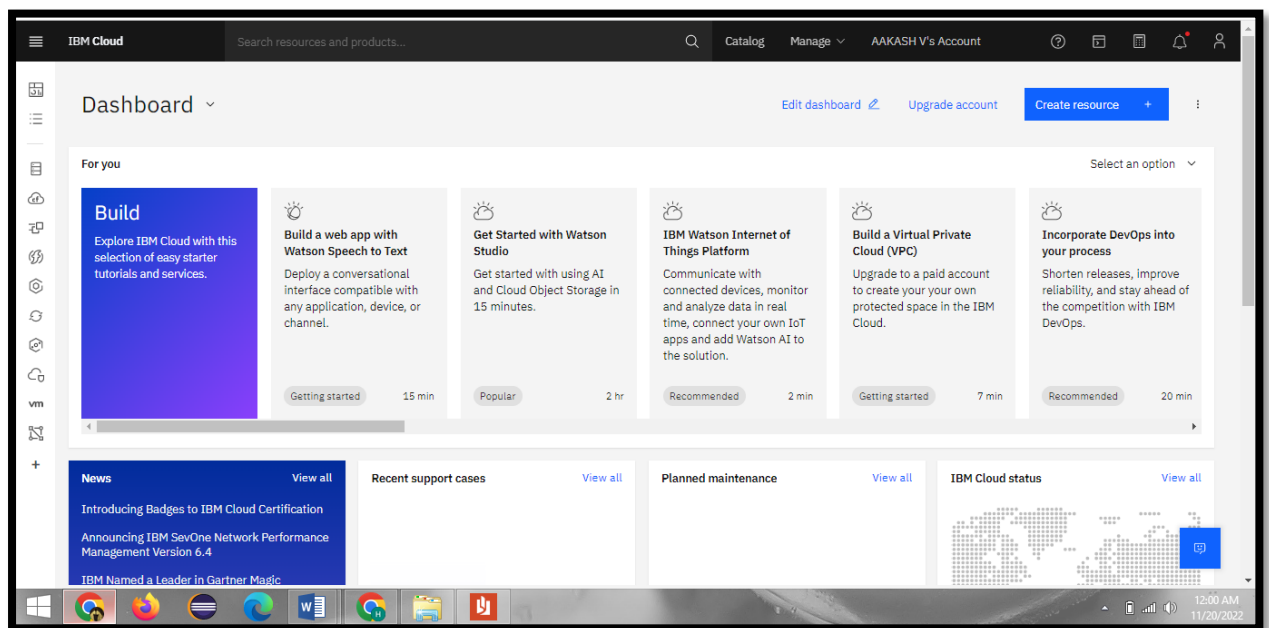 IBM Cloud
Search resources and products...
Catalog
Manage
AAKASH V's Account
Dashboard
Edit dashboard
Upgrade account
Create resource +
For you
Select an option
Build
Explore IBM Cloud with this
selection of easy starter
tutorials and services.
Build a web app with
Watson Speech to Text
Deploy a conversational
interface compatible with
any application, device, or
channel.
Getting started
15 min
Get Started with Watson
Studio
Get started with using AI
and Cloud Object Storage in
15 minutes.
Popular
2 hr
IBM Watson Internet of
Things Platform
Communicate with
connected devices, monitor
and analyze data in real
time, connect your own IoT
apps and add Watson AI to
the solution.
Recommended
2 min
Build a Virtual Private
Cloud (VPC)
Upgrade to a paid account
to create your your own
protected space in the IBM
Cloud.
Getting started
7 min
Incorporate DevOps into
your process
Shorten releases, improve
reliability, and stay ahead of
the competition with IBM
DevOps.
Recommended
20 min
vm
News
View all
Introducing Badges to IBM Cloud Certification
Announcing IBM SevOne Network Performance
Management Version 6.4
IBM Named a Leader in Gartner Magic
Recent support cases
View all
Planned maintenance
View all
IBM Cloud status
View all
12:00 AM
11/20/2022